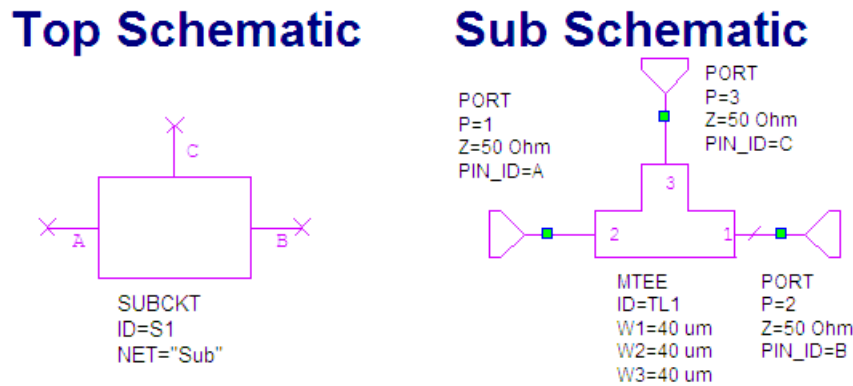 Top Schematic
Sub Schematic
C
A
B
SUBCKT
ID=S1
NET="Sub"
PORT
P=1
Z=50 Ohm
PIN_ID=A
PORT
P=3
Z=50 Ohm
PIN_ID=C
3
2
1
MTEE
ID=TL1
W1=40 um
W2=40 um
W3=40 um
PORT
P=2
Z=50 Ohm
PIN_ID=B